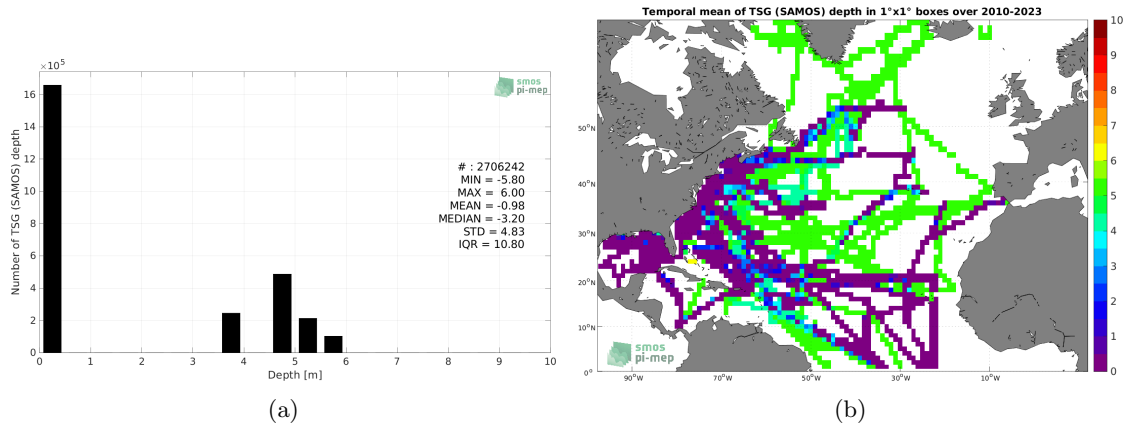 ×10⁵
16
14
12
10
8
6
4
2
0
Number of TSG (SAMOS) depth
0 1 2 3 4 5 6 7 8 9 10
Depth [m]
smos
pi-mep
# : 2706242
MIN = -5.80
MAX = 6.00
MEAN = -0.98
MEDIAN = -3.20
STD = 4.83
IQR = 10.80
(a)
Temporal mean of TSG (SAMOS) depth in 1°x1° boxes over 2010-2023
50°N
40°N
30°N
20°N
10°N
0°
90°W 70°W 50°W 30°W 10°W
smos
pi-mep
10
9
8
7
6
5
4
3
2
1
0
(b)